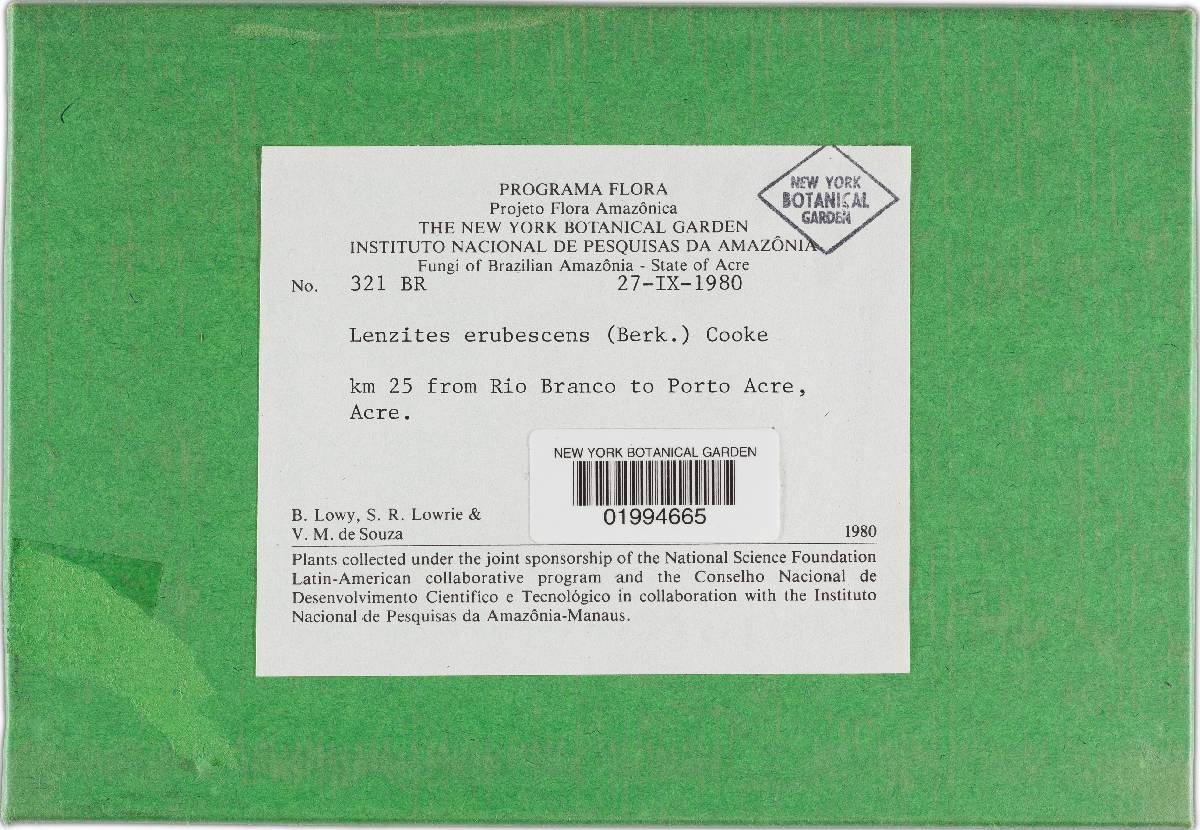 PROGRAMA FLORA
Projeto Flora Amazônica
THE NEW YORK BOTANICAL GARDEN
INSTITUTO NACIONAL DE PESQUISAS DA AMAZÔNIA
Fungi of Brazilian Amazônia - State of Acre
NEW YORK
BOTANICAL
GARDEN
No. 321 BR 27-IX-1980
Lenzites erubescens (Berk.) Cooke
km 25 from Rio Branco to Porto Acre,
Acre.
NEW YORK BOTANICAL GARDEN
01994665
B. Lowy, S. R. Lowrie &
V. M. de Souza 1980
Plants collected under the joint sponsorship of the National Science Foundation
Latin-American collaborative program and the Conselho Nacional de
Desenvolvimento Cientifico e Tecnológico in collaboration with the Instituto
Nacional de Pesquisas da Amazônia-Manaus.